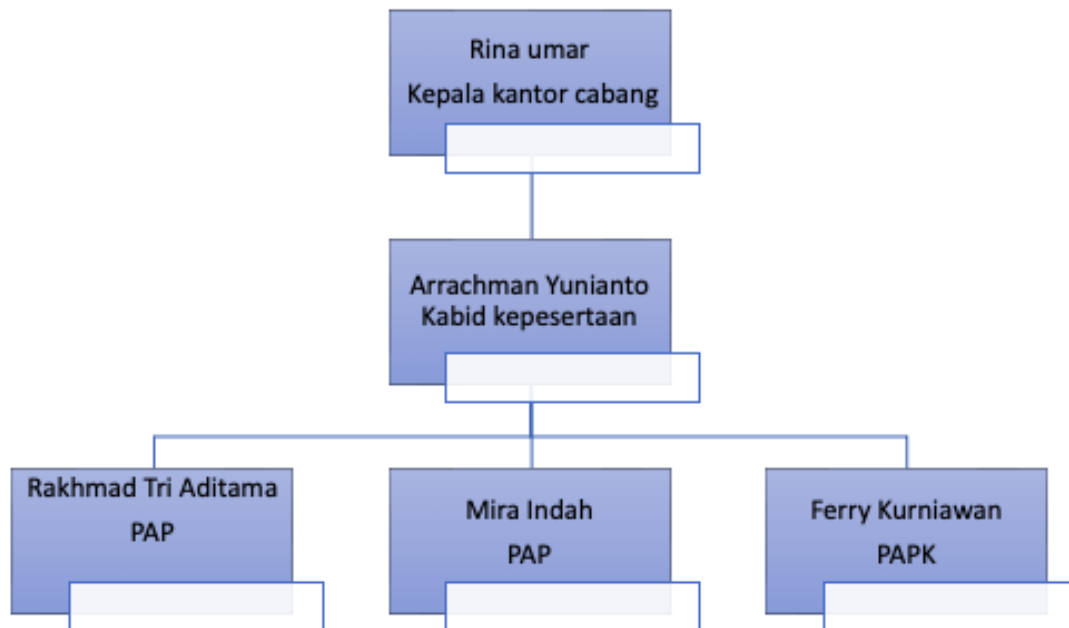 Rina umar
Kepala kantor cabang
Arrachman Yunianto
Kabid kepesertaan
Rakhmad Tri Aditama
PAP
Mira Indah
PAP
Ferry Kurniawan
PAPK